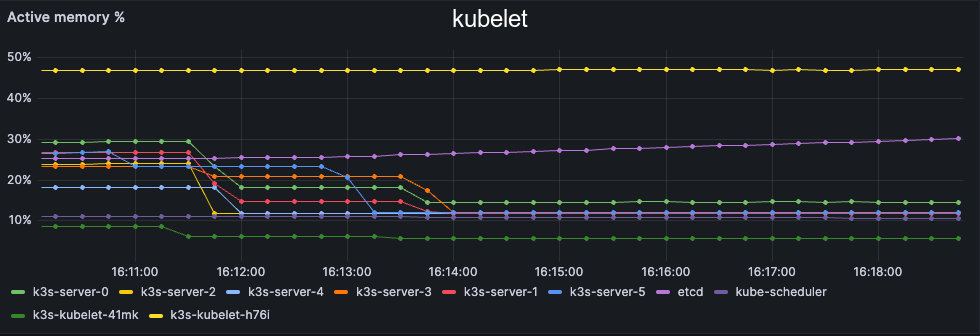 Active memory %
kubelet
50%
40%
30%
20%
10%
16:11:00 16:12:00 16:13:00 16:14:00 16:15:00 16:16:00 16:17:00 16:18:00
k3s-server-0 k3s-server-2 k3s-server-4 k3s-server-3 k3s-server-1 k3s-server-5 etcd kube-scheduler
k3s-kubelet-41mk k3s-kubelet-h76i